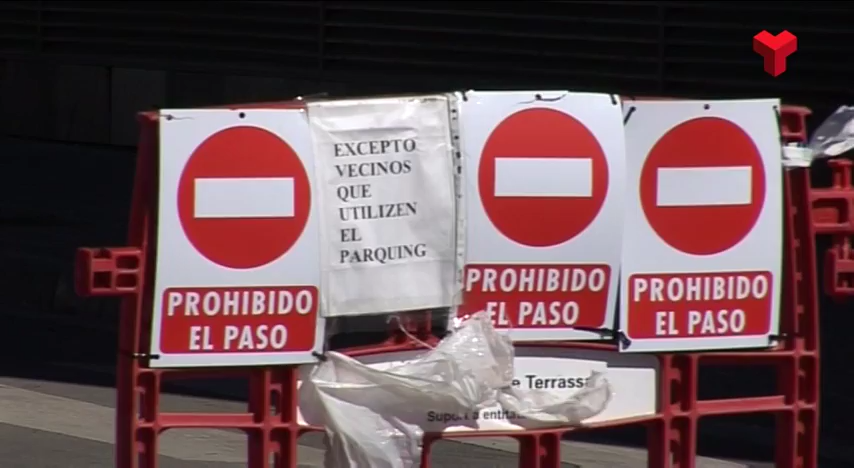 PROHIBIDO
EL PASO
EXCEPTO
VECINOS
QUE
UTILIZEN
EL
PARQUING
PROHIBIDO
EL PASO
PROHIBIDO
EL PASO
Terrassa